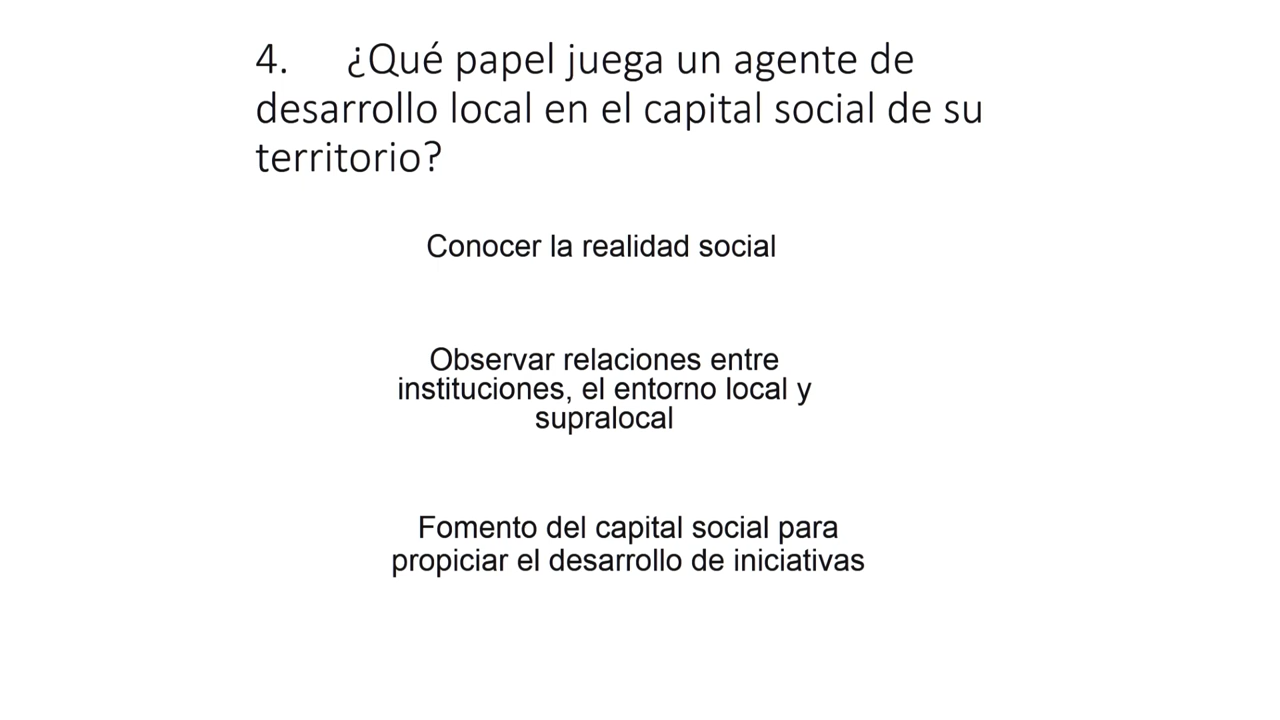 4. ¿Qué papel juega un agente de
desarrollo local en el capital social de su
territorio?
Conocer la realidad social
Observar relaciones entre
instituciones, el entorno local y
supralocal
Fomento del capital social para
propiciar el desarrollo de iniciativas